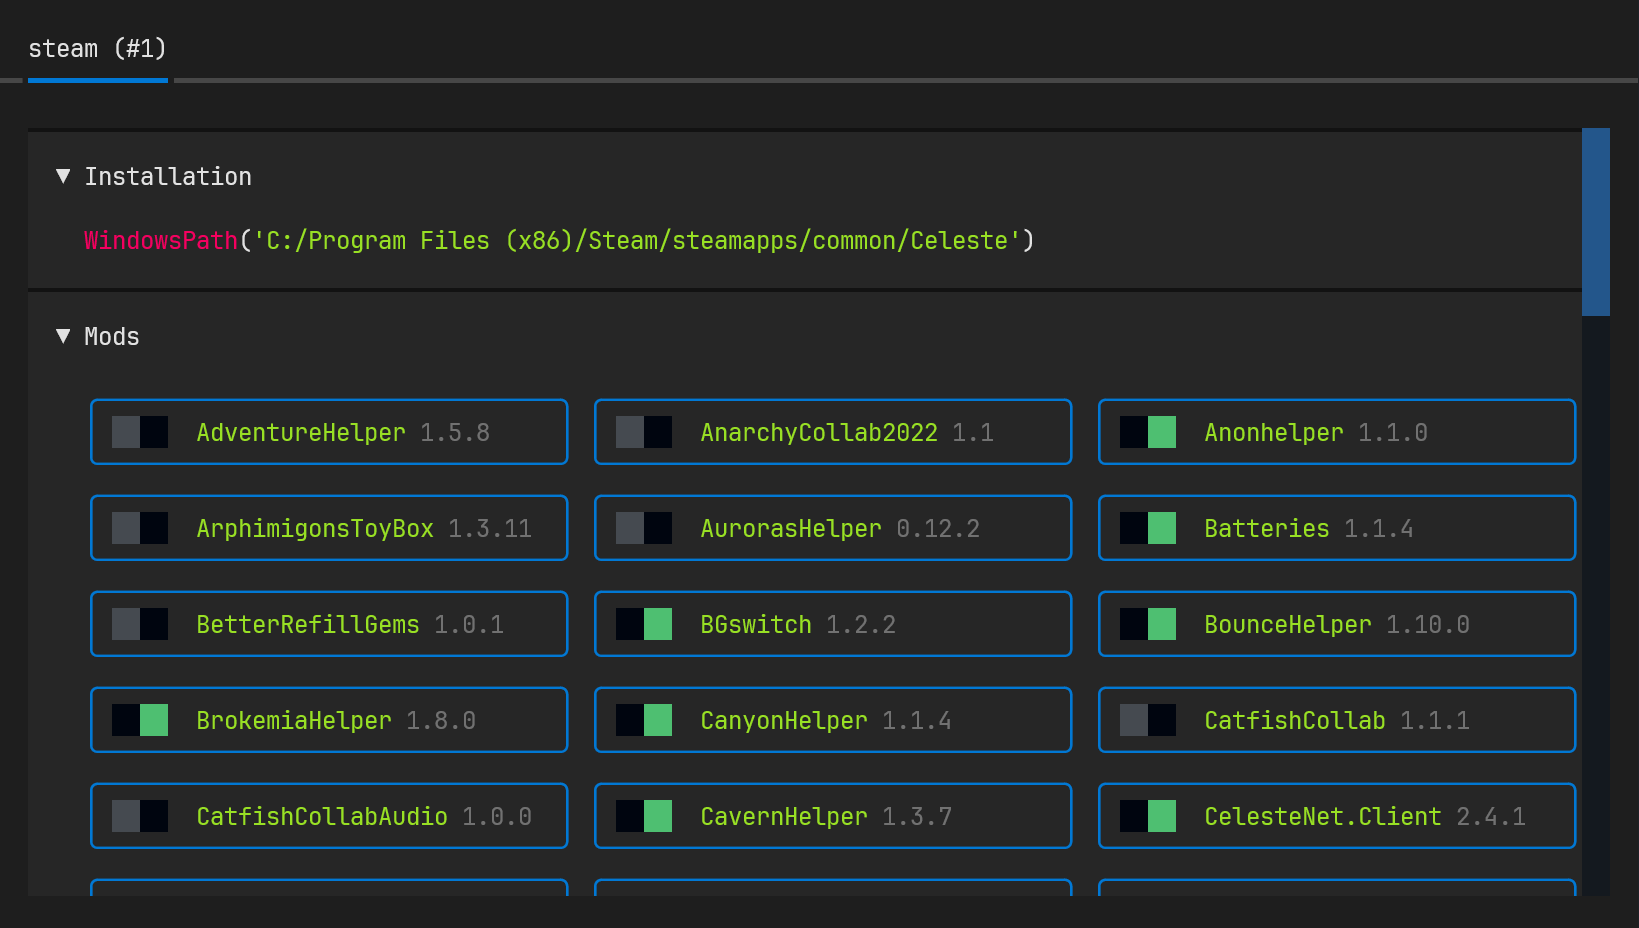 steam (#1)
▼ Installation
WindowsPath('C:/Program Files (x86)/Steam/steamapps/common/Celeste')
▼ Mods
AdventureHelper 1.5.8 AnarchyCollab2022 1.1 Anonhelper 1.1.0
ArphimigonsToyBox 1.3.11 AurorasHelper 0.12.2 Batteries 1.1.4
BetterRefillGems 1.0.1 BGswitch 1.2.2 BounceHelper 1.10.0
BrokemiaHelper 1.8.0 CanyonHelper 1.1.4 CatfishCollab 1.1.1
CatfishCollabAudio 1.0.0 CavernHelper 1.3.7 CelesteNet.Client 2.4.1